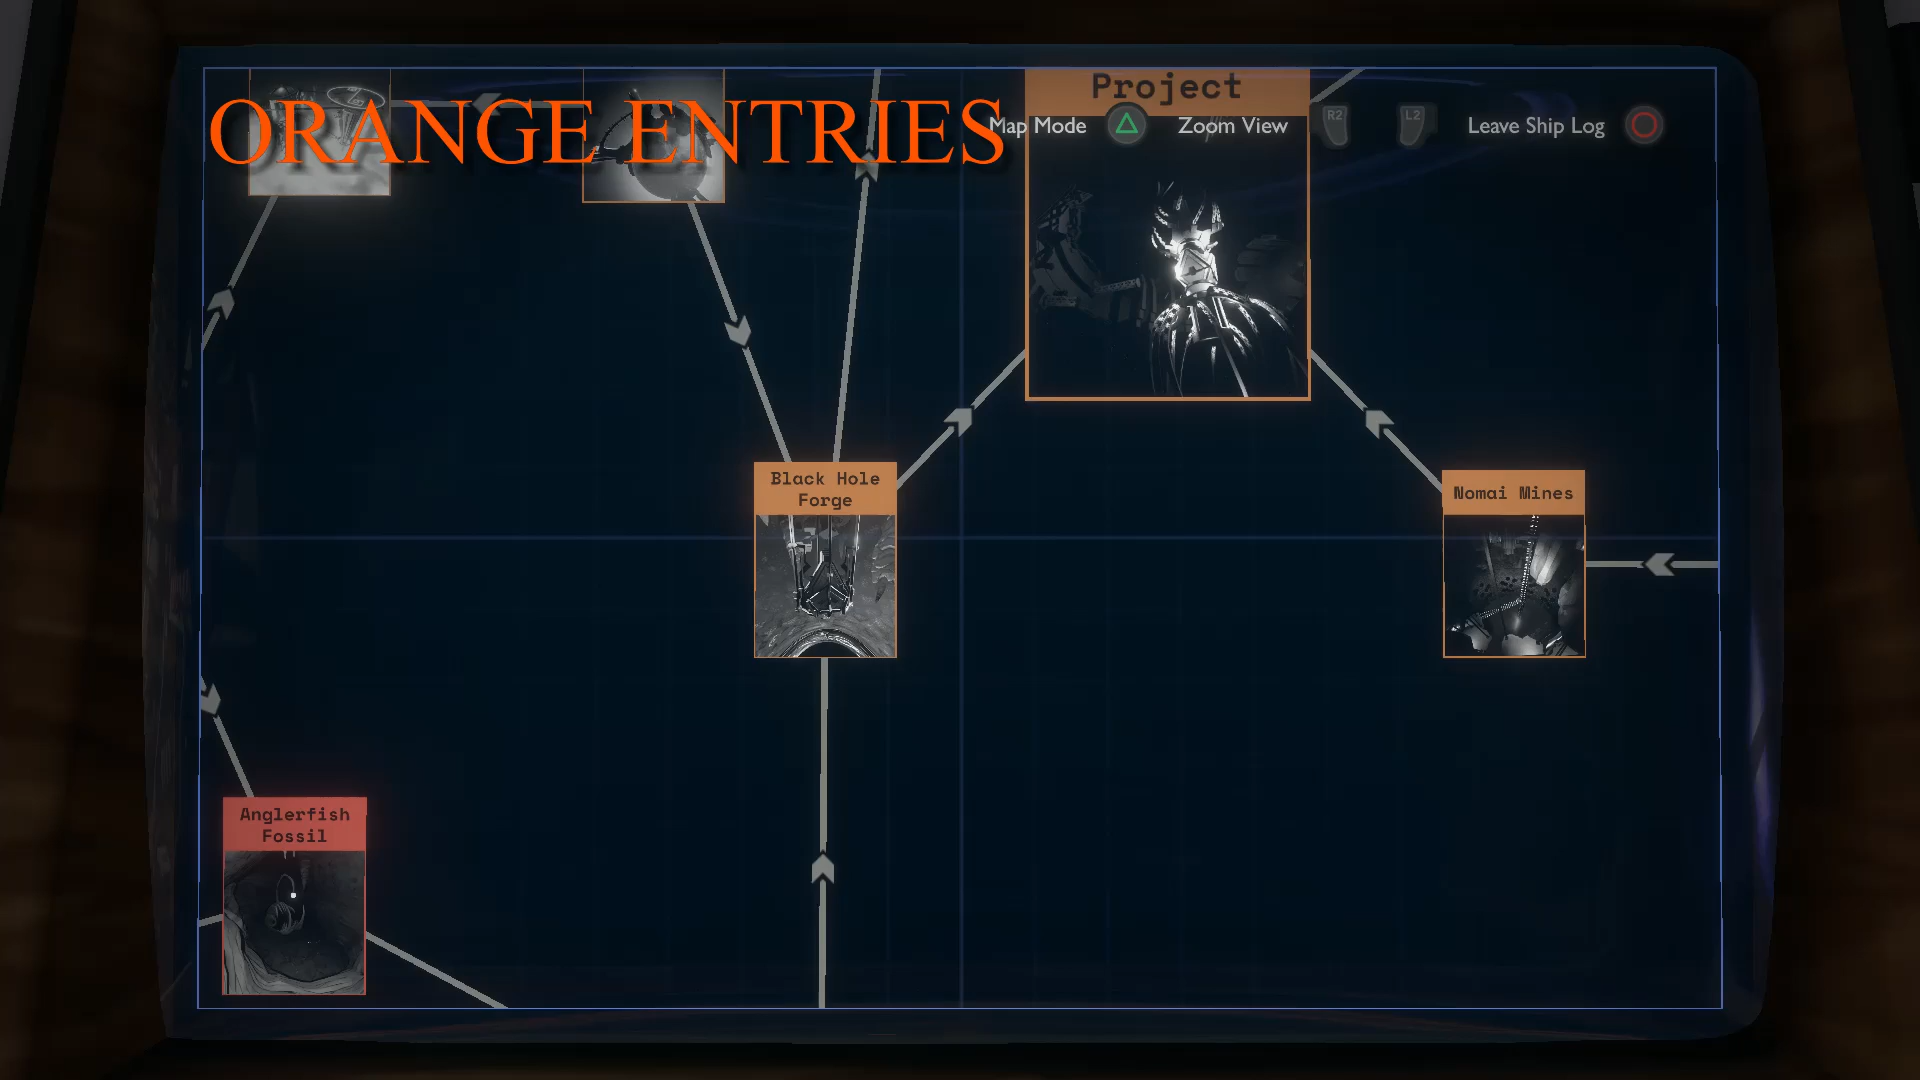 Project
ORANGE ENTRIES
Map Mode Zoom View R2 L2 Leave Ship Log
Black Hole
Forge
Nomai Mines
Anglerfish
Fossil